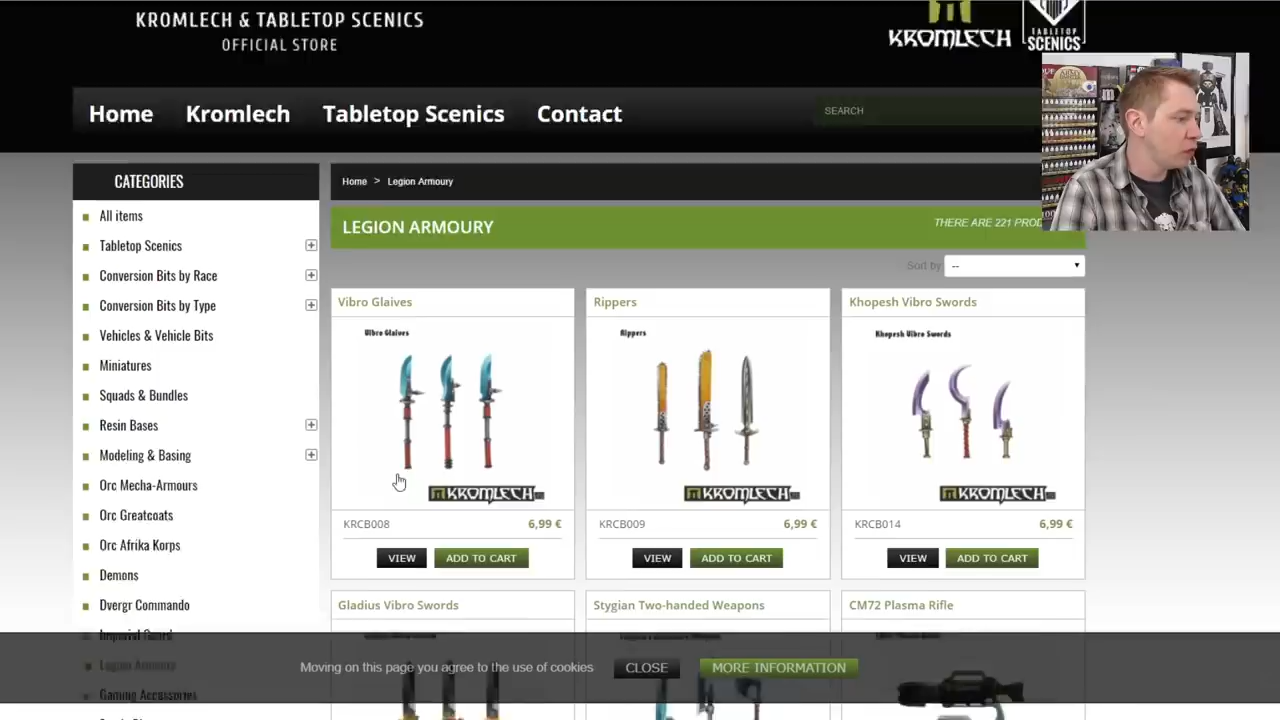 KROMLECH & TABLETOP SCENICS
OFFICIAL STORE
KROMLECH
TABLETOP
SCENICS
Home
Kromlech
Tabletop Scenics
Contact
SEARCH
CATEGORIES
Home > Legion Armoury
All items
LEGION ARMOURY
THERE ARE 221 PROD
Tabletop Scenics
Sort by
--
Conversion Bits by Race
Conversion Bits by Type
Vehicles & Vehicle Bits
Miniatures
Squads & Bundles
Resin Bases
Modeling & Basing
Orc Mecha-Armours
Orc Greatcoats
Orc Afrika Korps
Demons
Dvergr Commando
Imperial Guard
Legion Armoury
Gaming Accessories
Vibro Glaives
Vibro Glaives
KROMLECH
KRCB008
6,99 €
VIEW
ADD TO CART
Rippers
Rippers
KROMLECH
KRCB009
6,99 €
VIEW
ADD TO CART
Khopesh Vibro Swords
Khopesh Vibro Swords
KROMLECH
KRCB014
6,99 €
VIEW
ADD TO CART
Gladius Vibro Swords
Stygian Two-handed Weapons
CM72 Plasma Rifle
Moving on this page you agree to the use of cookies
CLOSE
MORE INFORMATION